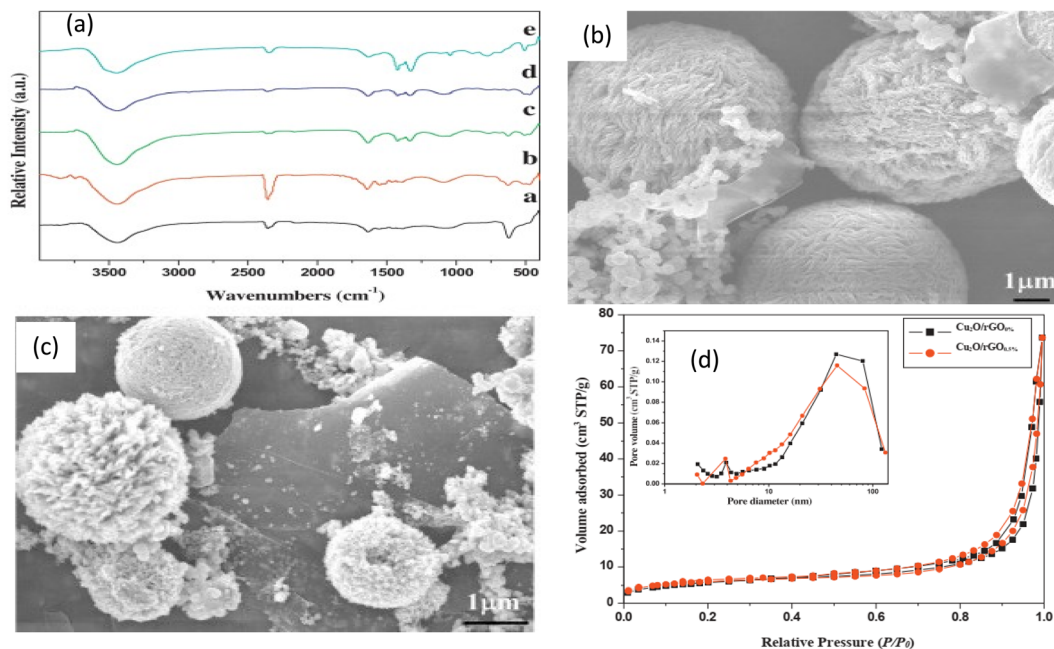 (a)
e
d
c
b
a
Relative Intensity (a.u.)
3500 3000 2500 2000 1500 1000 500
Wavenumbers (cm⁻¹)
(b)
1µm
(c)
1µm
Cu₂O/rGO₀%
Cu₂O/rGO₀.₅%
(d)
Pore volume (cm³,STP/g)
0.12
0.10
0.08
0.06
0.04
0.02
0.00
1 10 100
Pore diameter (nm)
Volume adsorbed (cm³ STP/g)
80
70
60
50
40
30
20
10
0
0.0 0.2 0.4 0.6 0.8 1.0
Relative Pressure (P/P₀)